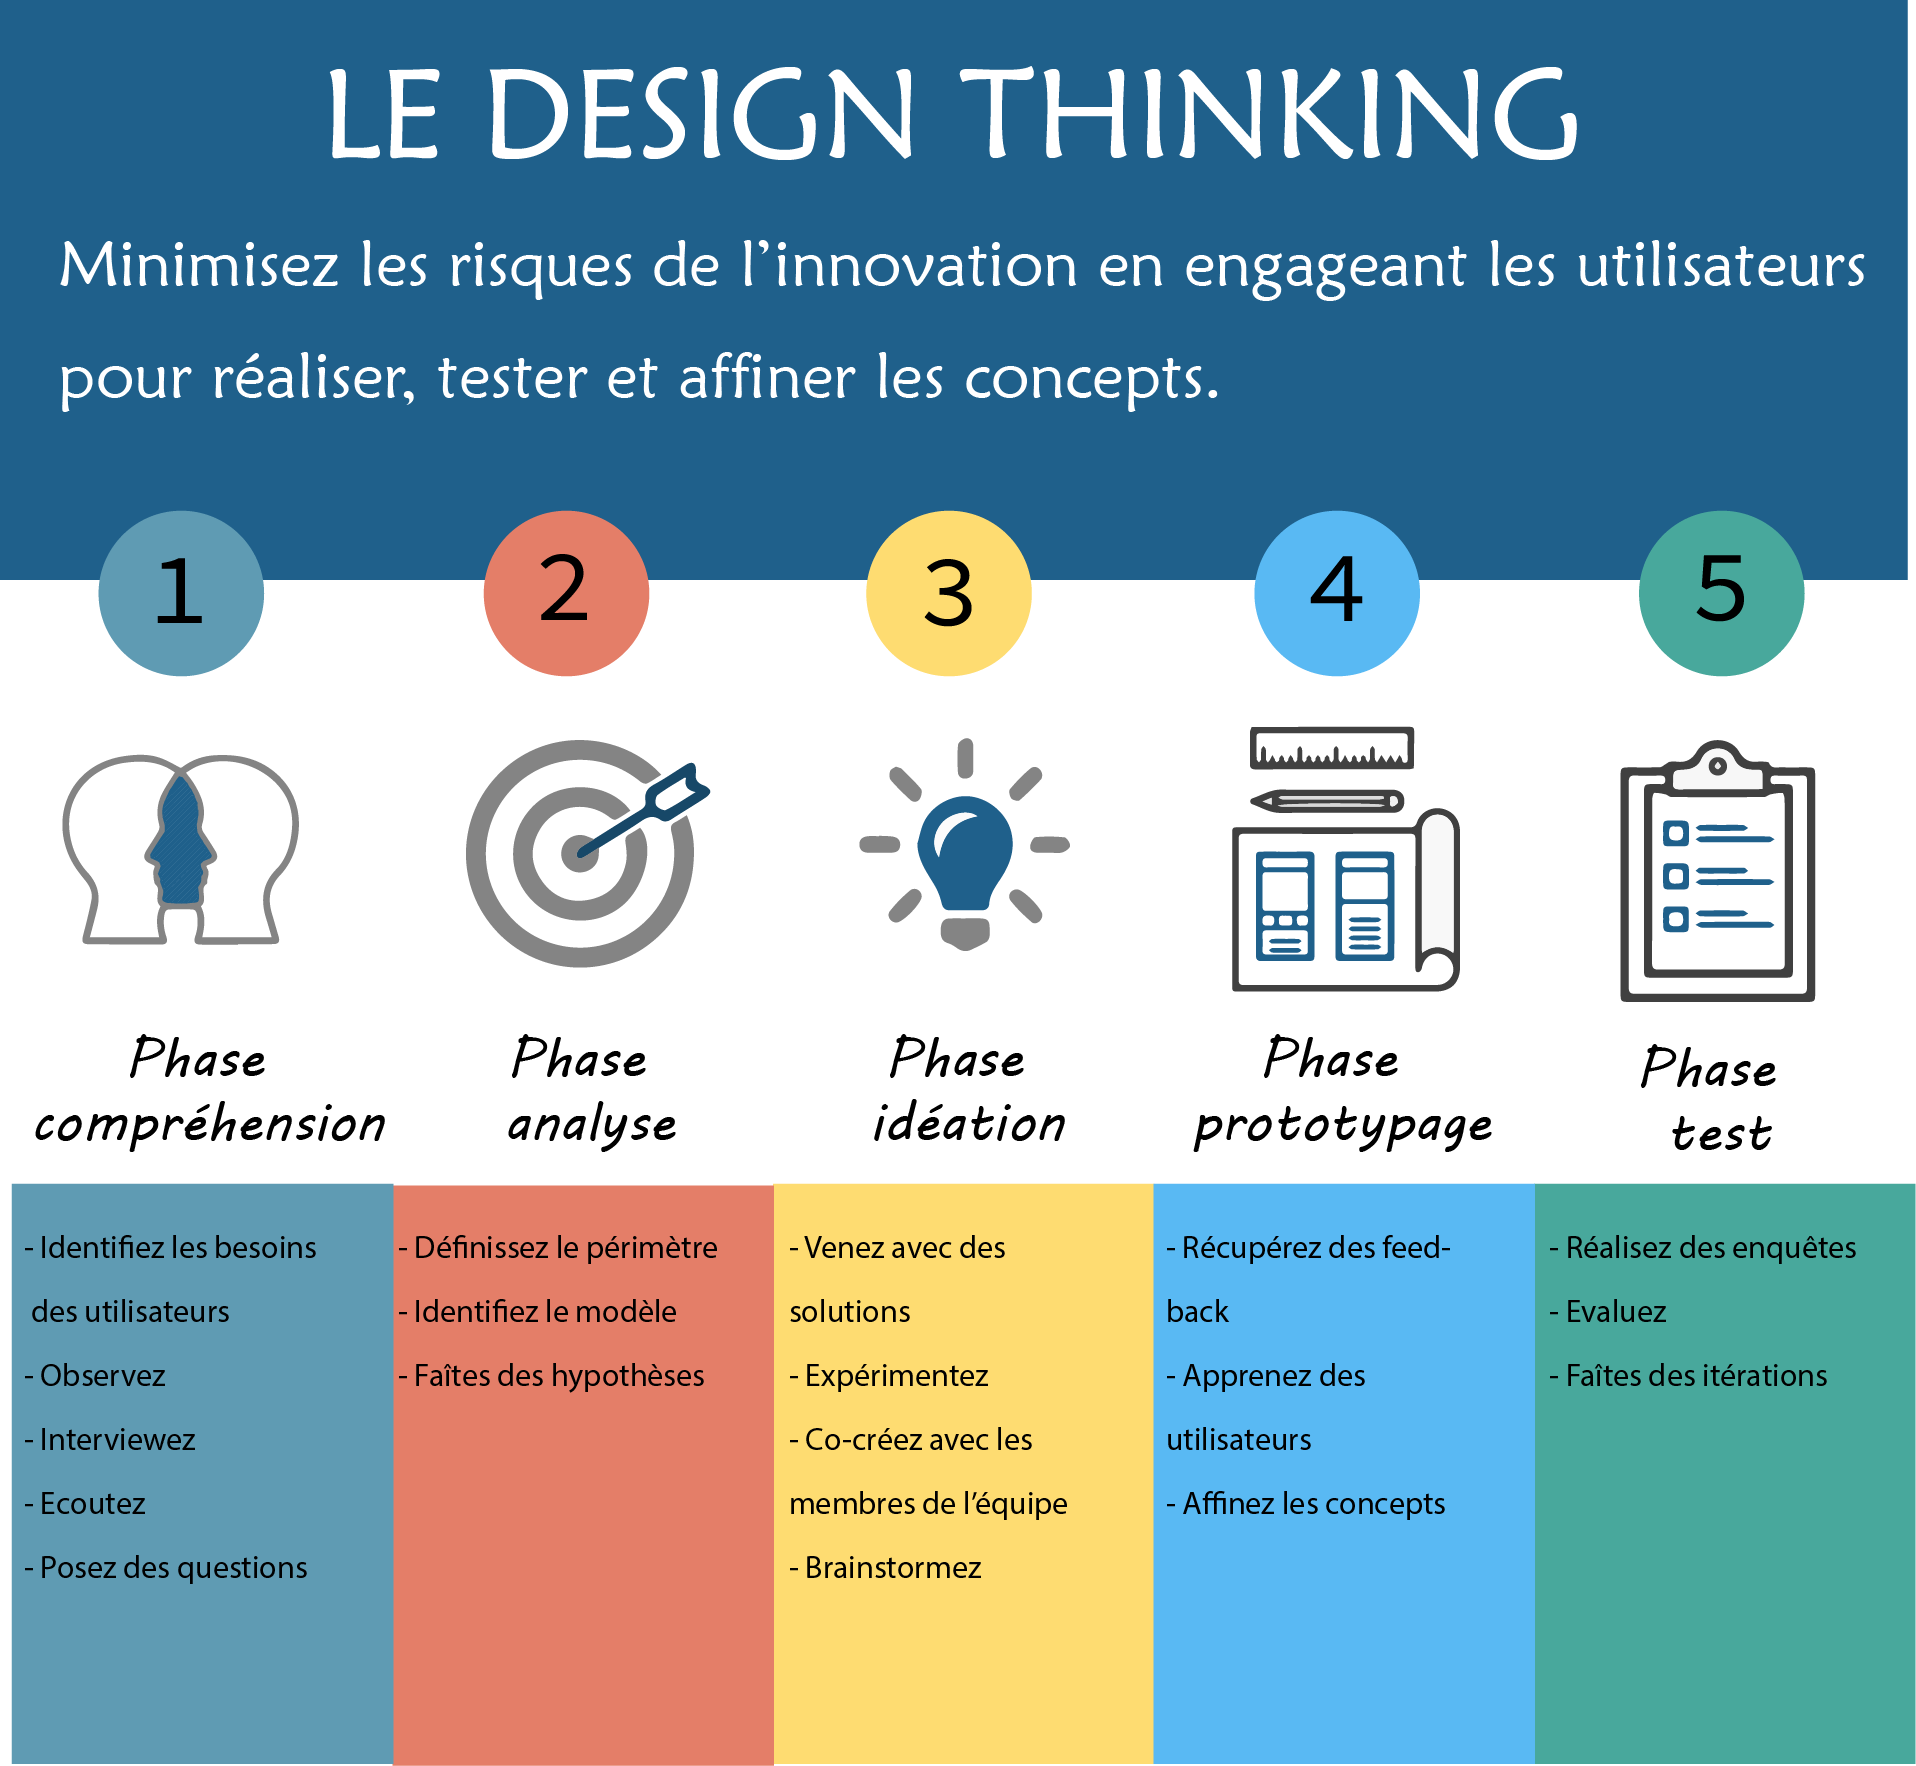 LE DESIGN THINKING
Minimisez les risques de l’innovation en engageant les utilisateurs
pour réaliser, tester et affiner les concepts.
1
2
3
4
5
Phase
compréhension
Phase
analyse
Phase
idéation
Phase
prototypage
Phase
test
- Identifiez les besoins
des utilisateurs
- Observez
- Interviewez
- Ecoutez
- Posez des questions
- Définissez le périmètre
- Identifiez le modèle
- Faîtes des hypothèses
- Venez avec des
solutions
- Expérimentez
- Co-créez avec les
membres de l’équipe
- Brainstormez
- Récupérez des feed-
back
- Apprenez des
utilisateurs
- Affinez les concepts
- Réalisez des enquêtes
- Evaluez
- Faîtes des itérations